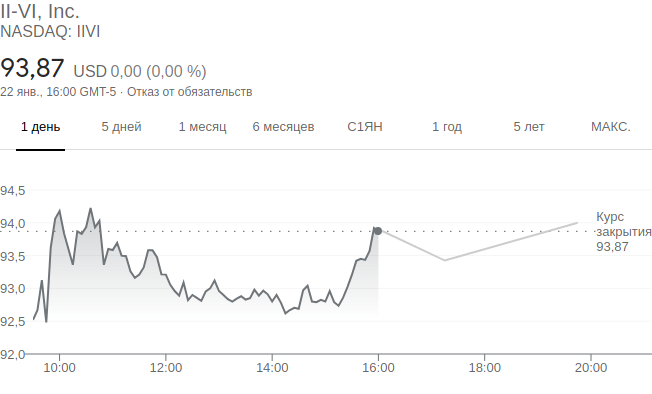 II-VI, Inc.
NASDAQ: IIVI
93,87 USD 0,00 (0,00 %)
22 янв., 16:00 GMT-5 · Отказ от обязательств
1 день 5 дней 1 месяц 6 месяцев С1ЯН 1 год 5 лет МАКС.
94,5
94,0
93,5
93,0
92,5
92,0
Курс
закрытия
93,87
10:00 12:00 14:00 16:00 18:00 20:00